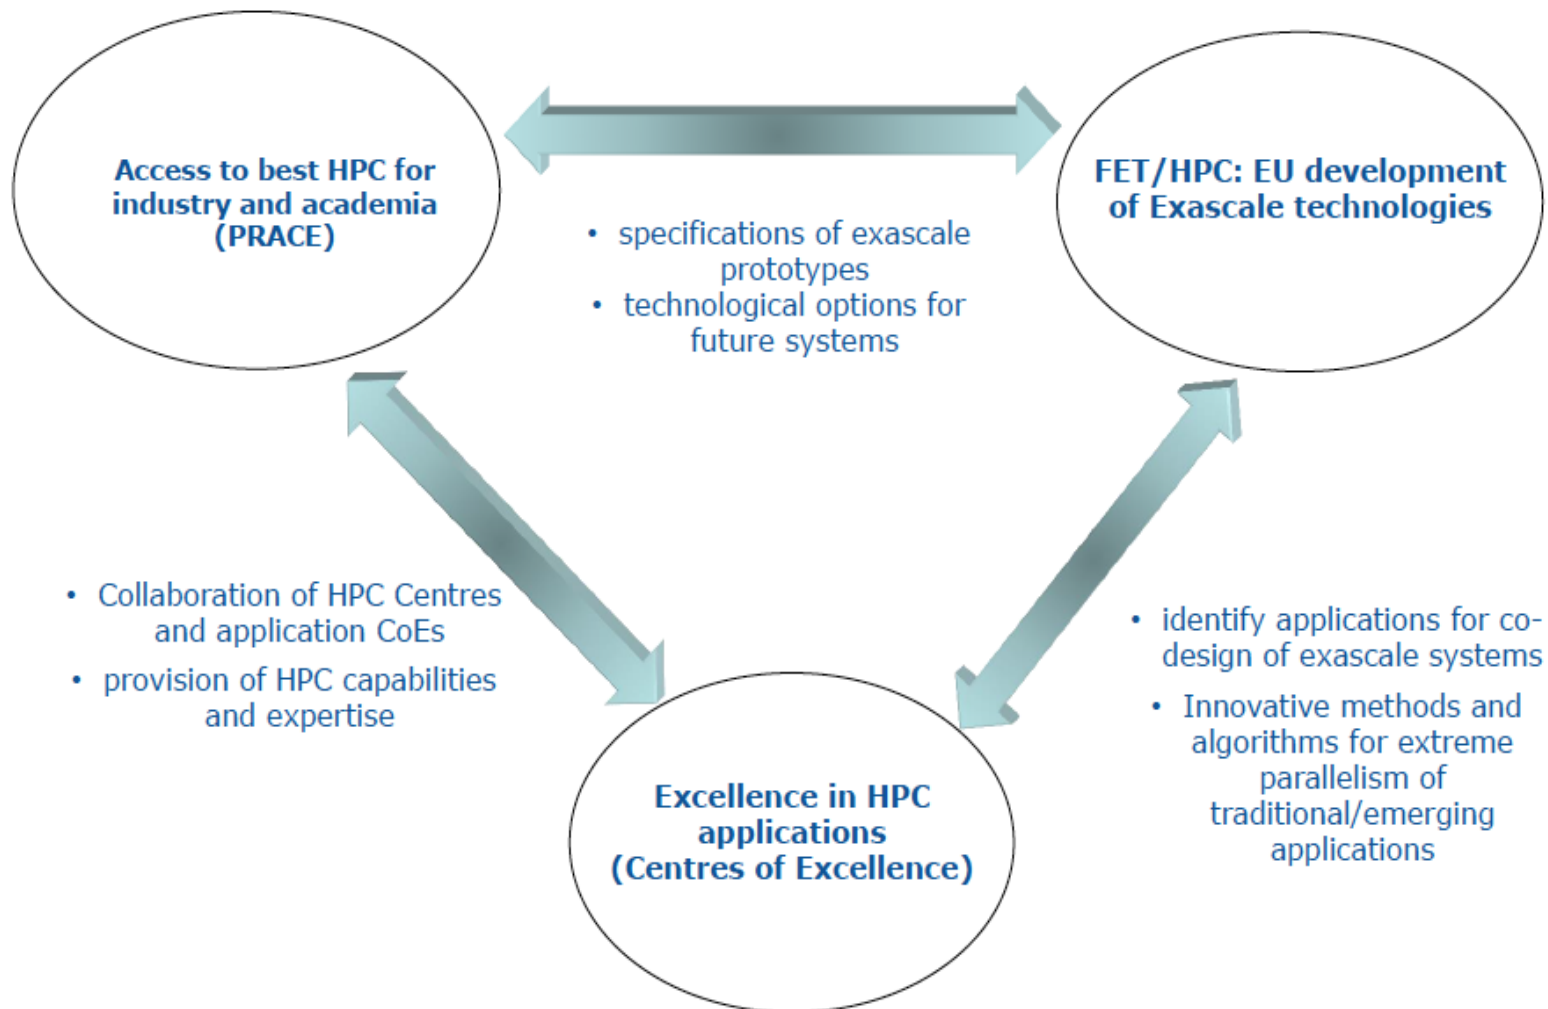 Access to best HPC for
industry and academia
(PRACE)
FET/HPC: EU development
of Exascale technologies
• specifications of exascale
prototypes
• technological options for
future systems
• Collaboration of HPC Centres
and application CoEs
• provision of HPC capabilities
and expertise
• identify applications for co-
design of exascale systems
• Innovative methods and
algorithms for extreme
parallelism of
traditional/emerging
applications
Excellence in HPC
applications
(Centres of Excellence)